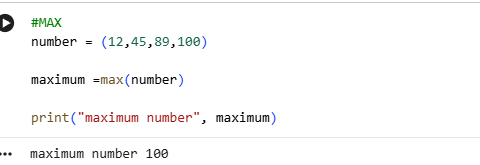 #MAX
number = (12,45,89,100)
maximum =max(number)
print("maximum number", maximum)
maximum number 100